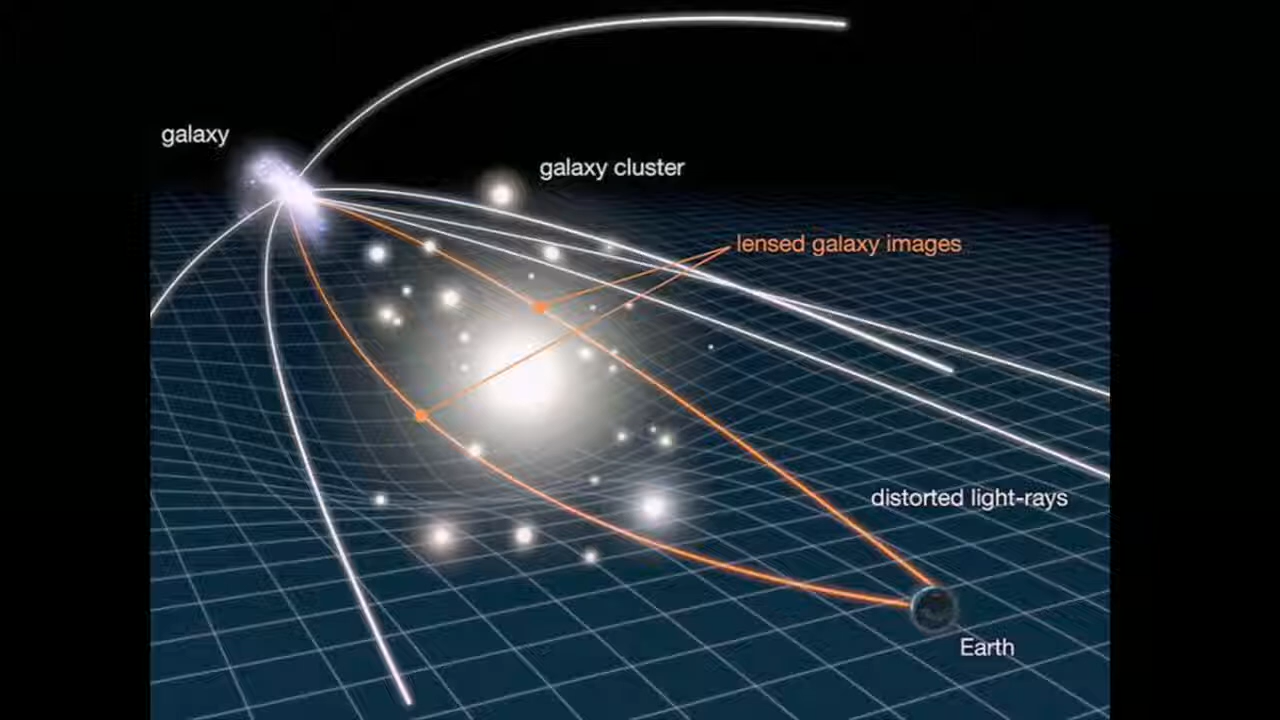 galaxy
galaxy cluster
lensed galaxy images
distorted light-rays
Earth